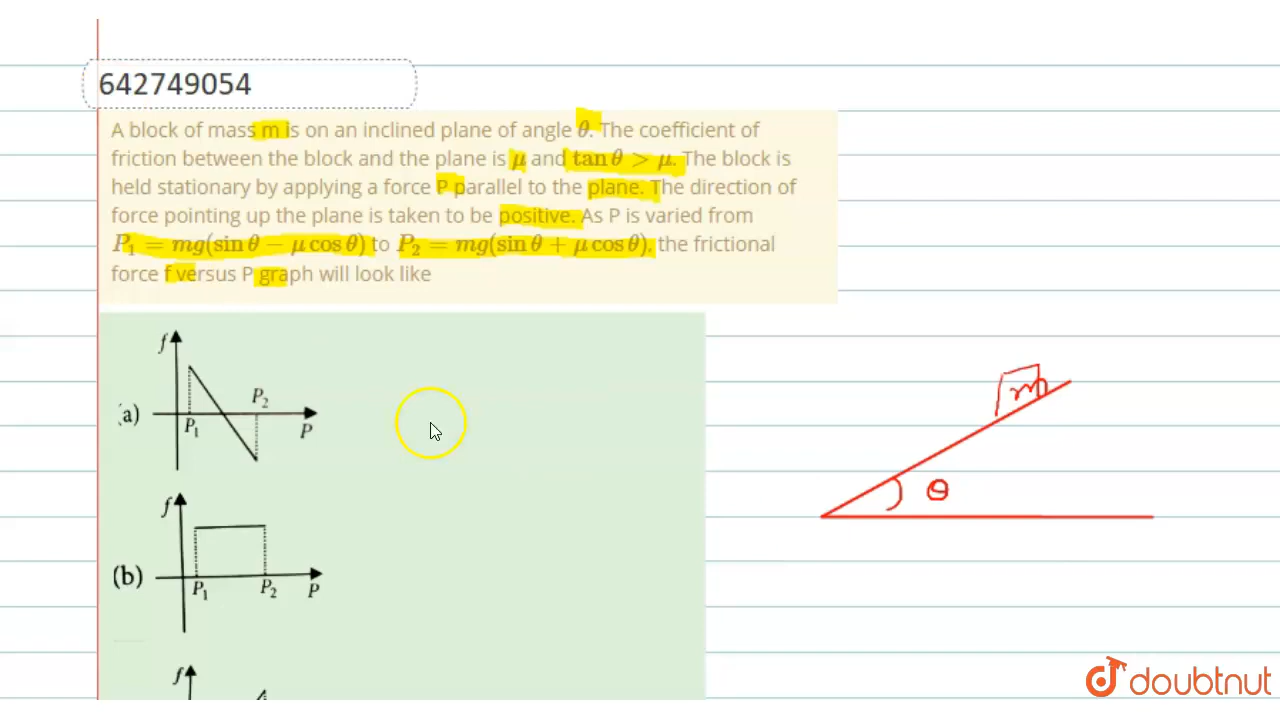 642749054
A block of mass m is on an inclined plane of angle θ. The coefficient of
friction between the block and the plane is μ and tan θ > μ. The block is
held stationary by applying a force P parallel to the plane. The direction of
force pointing up the plane is taken to be positive. As P is varied from
P₁ = mg(sin θ − μ cos θ) to P₂ = mg(sin θ + μ cos θ), the frictional
force f versus P graph will look like
f
P₂
(a)
P₁
P
m
θ
f
(b)
P₁
P₂
P
f
doubtnut